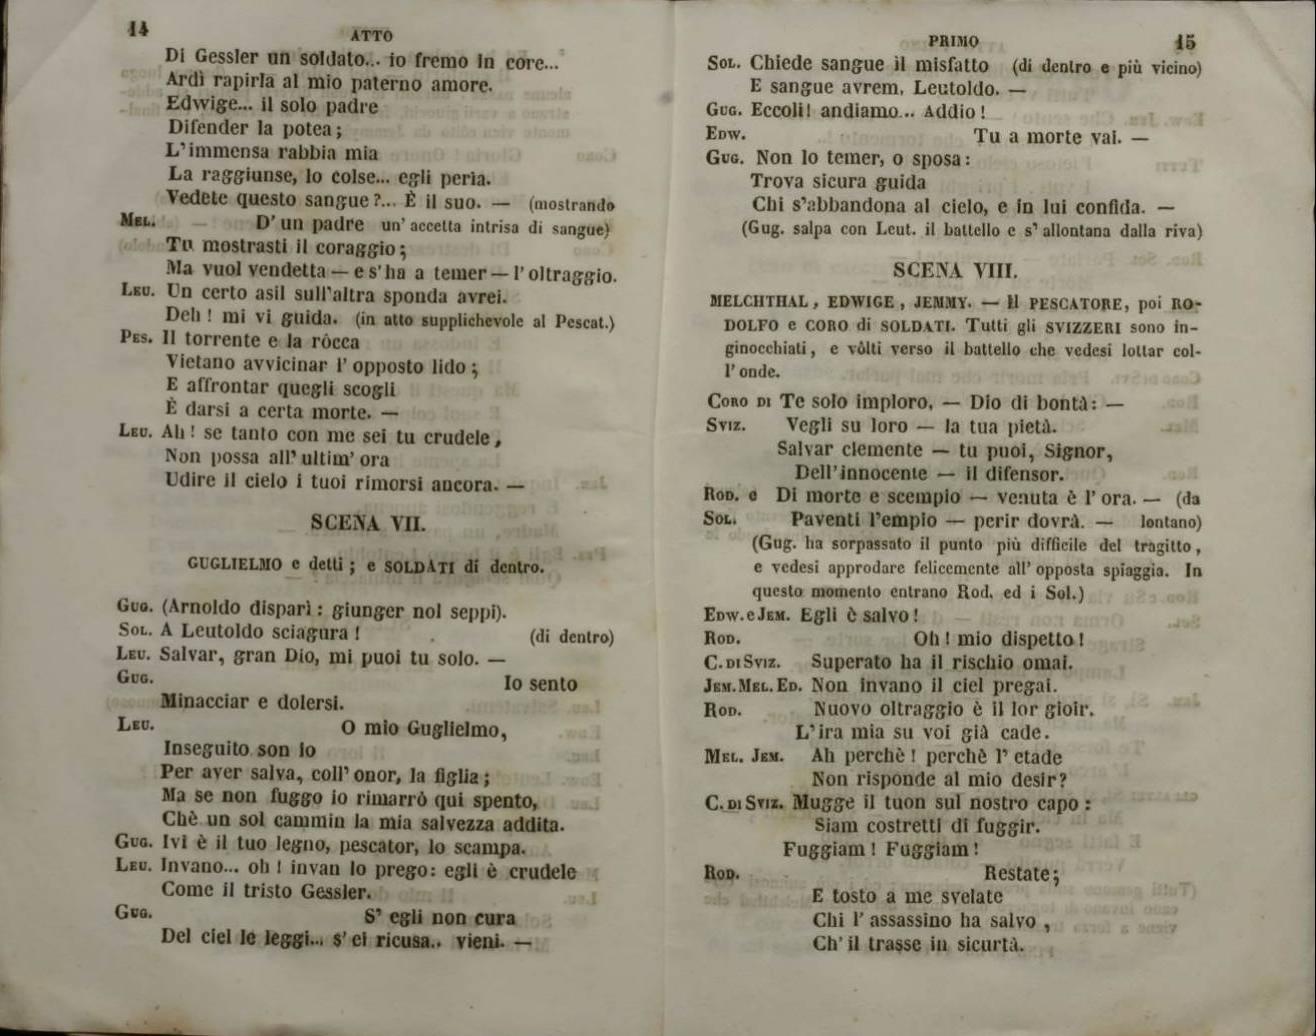 14
ATTO
Di Gessler un soldato... io fremo in core...
Ardì rapirla al mio paterno amore.
Edwige... il solo padre
Difender la potea;
L'immensa rabbia mia
La raggiunse, lo colse... egli perìa.
Vedete questo sangue?... È il suo. — (mostrando
MEL. D'un padre un'accetta intrisa di sangue)
Tu mostrasti il coraggio;
Ma vuol vendetta — e s'ha a temer — l'oltraggio.
LEU. Un certo asil sull'altra sponda avrei.
Deh! mi vi guida. (in atto supplichevole al Pescat.)
PES. Il torrente e la ròcca
Vietano avvicinar l'opposto lido;
E affrontar quegli scogli
È darsi a certa morte. —
LEU. Ah! se tanto con me sei tu crudele,
Non possa all'ultim'ora
Udire il cielo i tuoi rimorsi ancora. —
SCENA VII.
GUGLIELMO e detti; e SOLDATI di dentro.
GUG. (Arnoldo disparì: giunger nol seppi).
SOL. A Leutoldo sciagura! (di dentro)
LEU. Salvar, gran Dio, mi puoi tu solo. —
GUG. Io sento
Minacciar e dolersi.
LEU. O mio Guglielmo,
Inseguito son io
Per aver salva, coll'onor, la figlia;
Ma se non fuggo io rimarrò qui spento,
Chè un sol cammin la mia salvezza addita.
GUG. Ivi è il tuo legno, pescator, lo scampa.
LEU. Invano... oh! invan lo prego: egli è crudele
Come il tristo Gessler.
GUG. S'egli non cura
Del ciel le leggi... s'ei ricusa.. vieni. —
PRIMO
15
SOL. Chiede sangue il misfatto (di dentro e più vicino)
E sangue avrem, Leutoldo. —
GUG. Eccoli! andiamo... Addio!
EDW. Tu a morte vai. —
GUG. Non lo temer, o sposa:
Trova sicura guida
Chi s'abbandona al cielo, e in lui confida. —
(Gug. salpa con Leut. il battello e s'allontana dalla riva)
SCENA VIII.
MELCHTHAL, EDWIGE, JEMMY. — Il PESCATORE, poi RO-
DOLFO e CORO di SOLDATI. Tutti gli SVIZZERI sono in-
ginocchiati, e vôlti verso il battello che vedesi lottar col-
l'onde.
CORO DI Te solo imploro, — Dio di bontà: —
SVIZ. Vegli su loro — la tua pietà.
Salvar clemente — tu puoi, Signor,
Dell'innocente — il difensor.
ROD. e Di morte e scempio — venuta è l'ora. — (da
SOL. Paventi l'empio — perir dovrà. — lontano)
(Gug. ha sorpassato il punto più difficile del tragitto,
e vedesi approdare felicemente all'opposta spiaggia. In
questo momento entrano Rod. ed i Sol.)
EDW. e JEM. Egli è salvo!
ROD. Oh! mio dispetto!
C. DI SVIZ. Superato ha il rischio omai.
JEM. MEL. ED. Non invano il ciel pregai.
ROD. Nuovo oltraggio è il lor gioir.
L'ira mia su voi già cade.
MEL. JEM. Ah perchè! perchè l'etade
Non risponde al mio desir?
C. DI SVIZ. Mugge il tuon sul nostro capo:
Siam costretti di fuggir.
Fuggiam! Fuggiam!
ROD. Restate;
E tosto a me svelate
Chi l'assassino ha salvo,
Ch'il trasse in sicurtà.